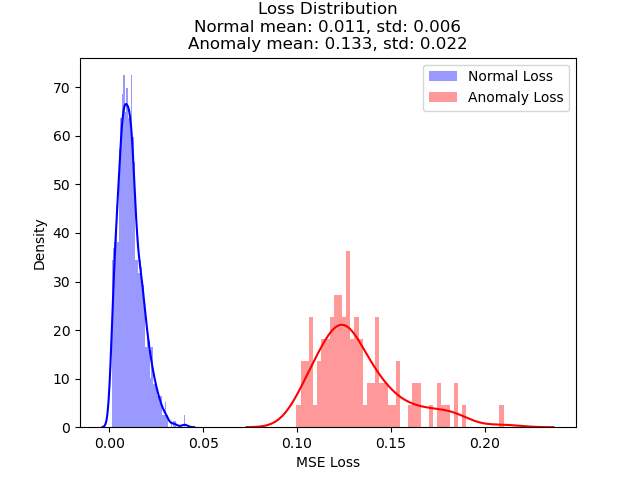 Loss Distribution
Normal mean: 0.011, std: 0.006
Anomaly mean: 0.133, std: 0.022
Normal Loss
Anomaly Loss
Density
70
60
50
40
30
20
10
0
0.00 0.05 0.10 0.15 0.20
MSE Loss